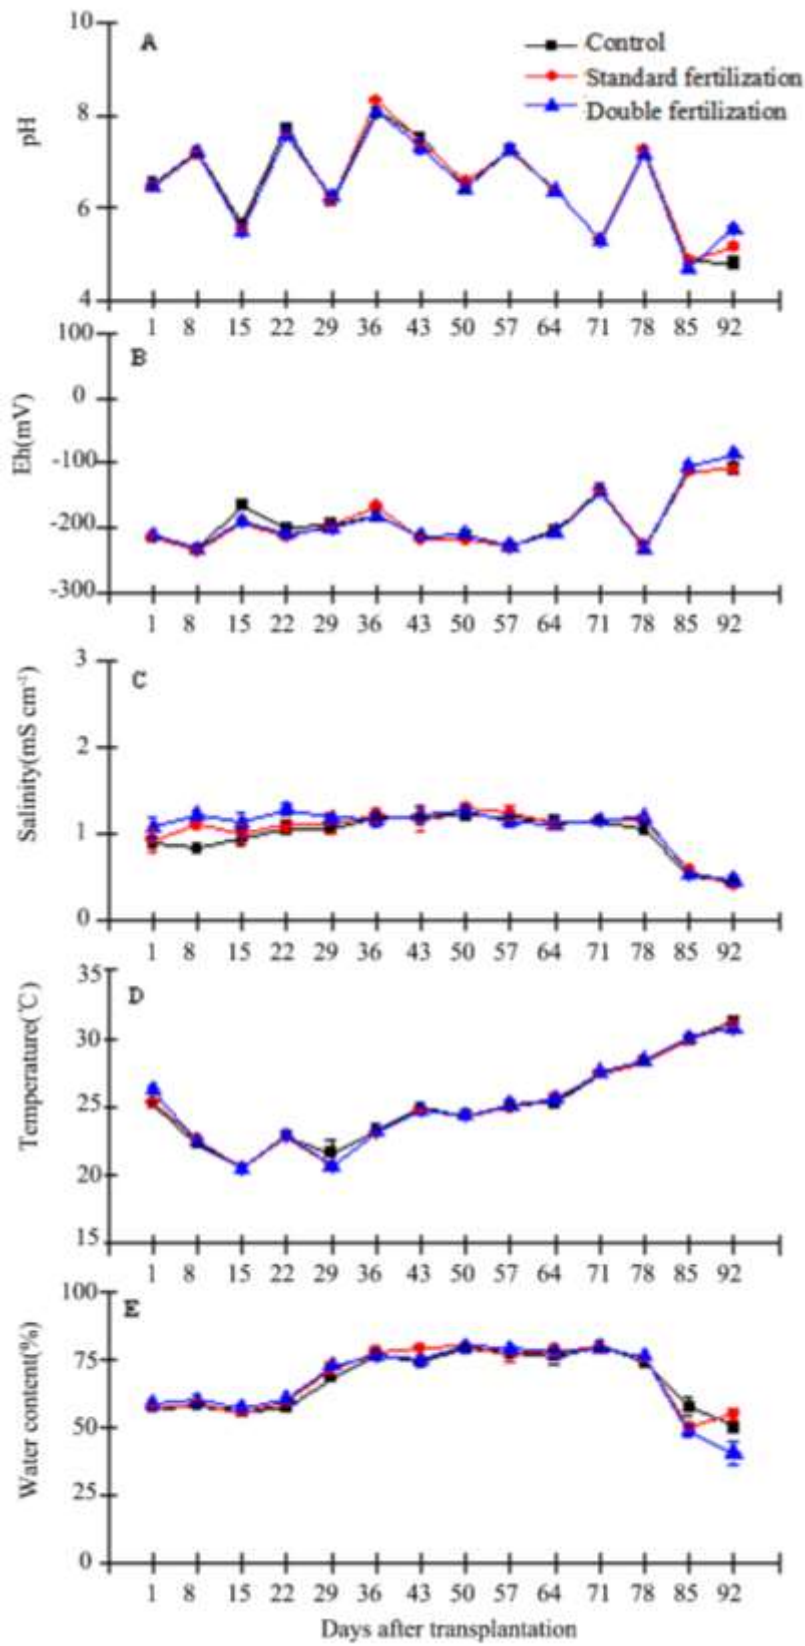 10
A
Control
Standard fertilization
8
Double fertilization
pH
6
4
1 8 15 22 29 36 43 50 57 64 71 78 85 92
100
B
0
Eh(mV)
-100
-200
-300
1 8 15 22 29 36 43 50 57 64 71 78 85 92
3
C
2
Salinity(mS cm⁻¹)
1
0
1 8 15 22 29 36 43 50 57 64 71 78 85 92
35
D
30
Temperature(℃)
25
20
15
1 8 15 22 29 36 43 50 57 64 71 78 85 92
100
E
75
Water content(%)
50
25
0
1 8 15 22 29 36 43 50 57 64 71 78 85 92
Days after transplantation